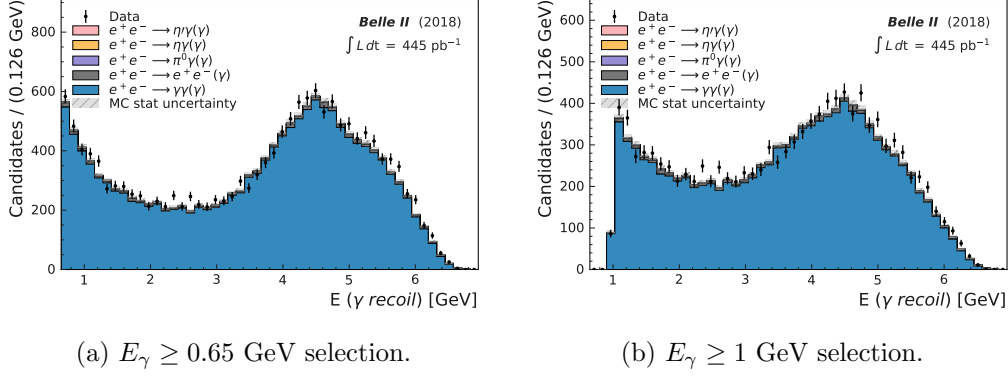 Candidates / (0.126 GeV)
800
600
400
200
0
Data
e⁺e⁻ → η′γ(γ)
e⁺e⁻ → ηγ(γ)
e⁺e⁻ → π⁰γ(γ)
e⁺e⁻ → e⁺e⁻(γ)
e⁺e⁻ → γγ(γ)
MC stat uncertainty
Belle II (2018)
∫ L dt = 445 pb⁻¹
1 2 3 4 5 6
E (γ recoil) [GeV]
Candidates / (0.126 GeV)
600
500
400
300
200
100
0
Data
e⁺e⁻ → η′γ(γ)
e⁺e⁻ → ηγ(γ)
e⁺e⁻ → π⁰γ(γ)
e⁺e⁻ → e⁺e⁻(γ)
e⁺e⁻ → γγ(γ)
MC stat uncertainty
Belle II (2018)
∫ L dt = 445 pb⁻¹
1 2 3 4 5 6
E (γ recoil) [GeV]
(a) Eγ ≥ 0.65 GeV selection.
(b) Eγ ≥ 1 GeV selection.